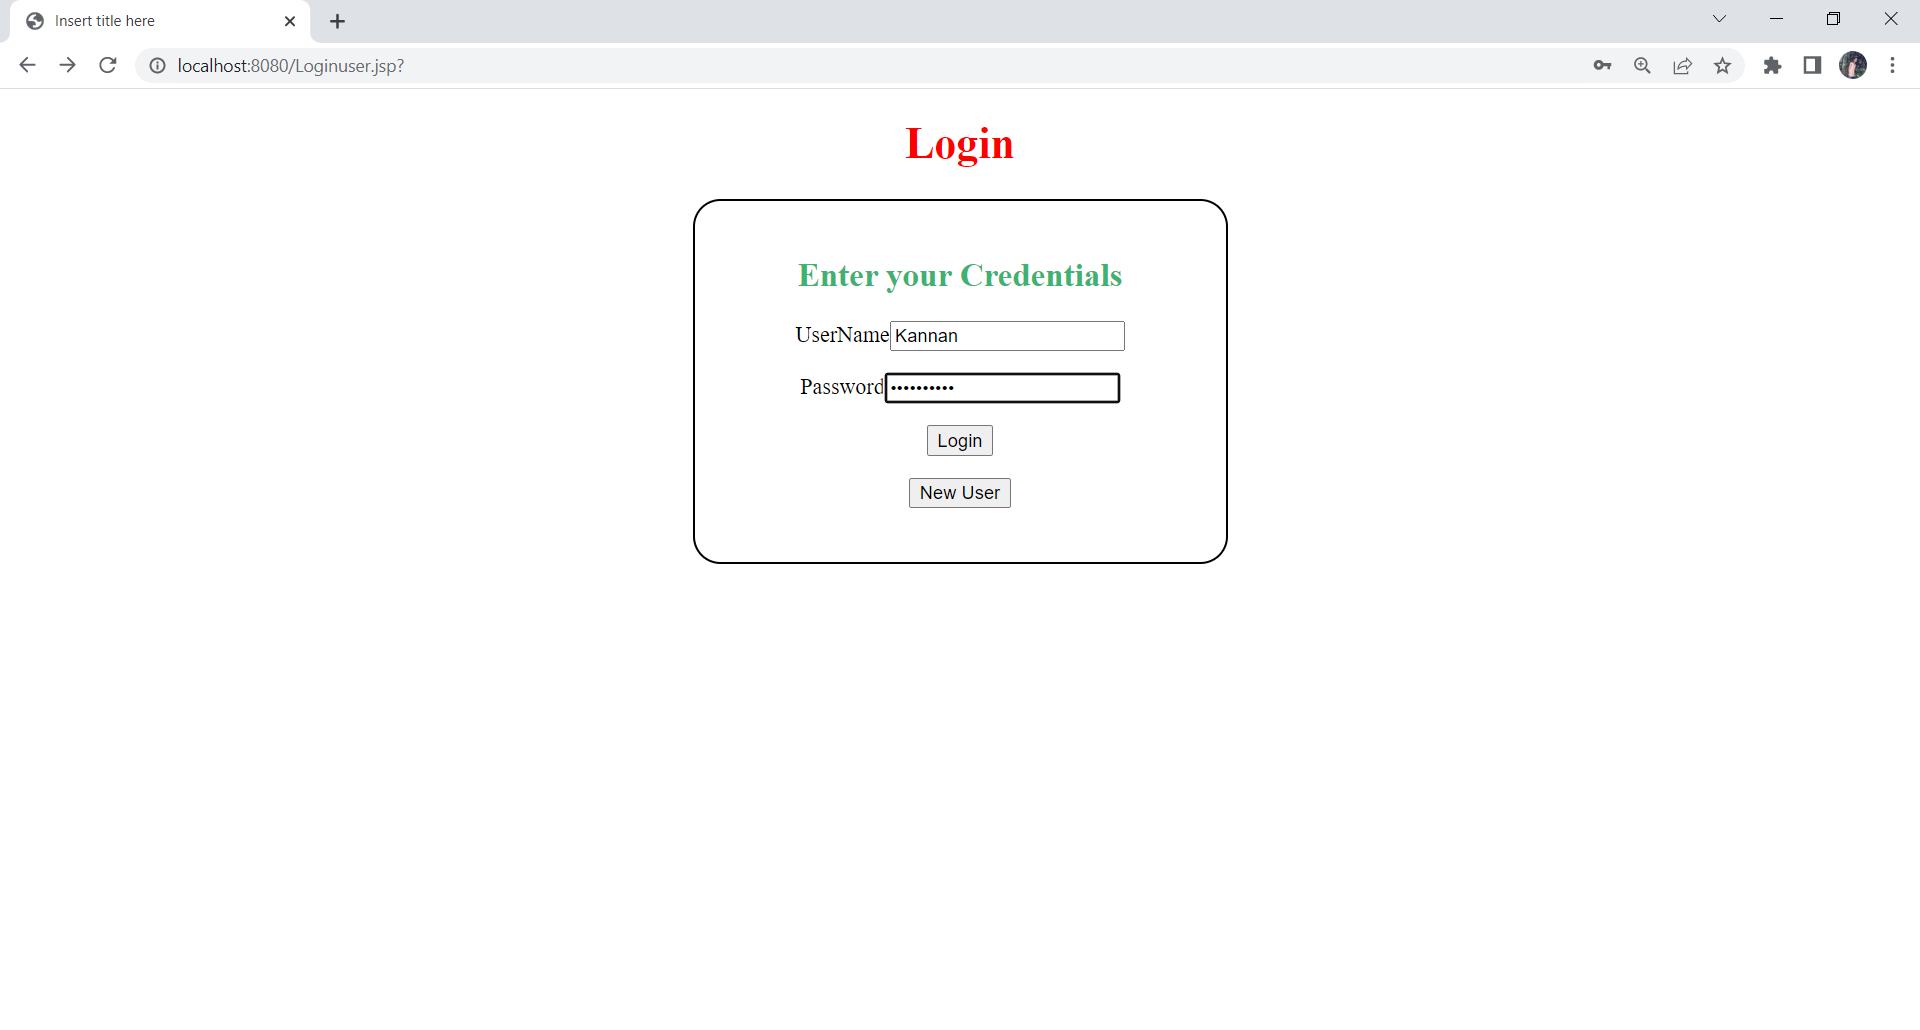 Insert title here
localhost:8080/Loginuser.jsp?
Login
Enter your Credentials
UserName Kannan
Password ••••••••••
Login
New User